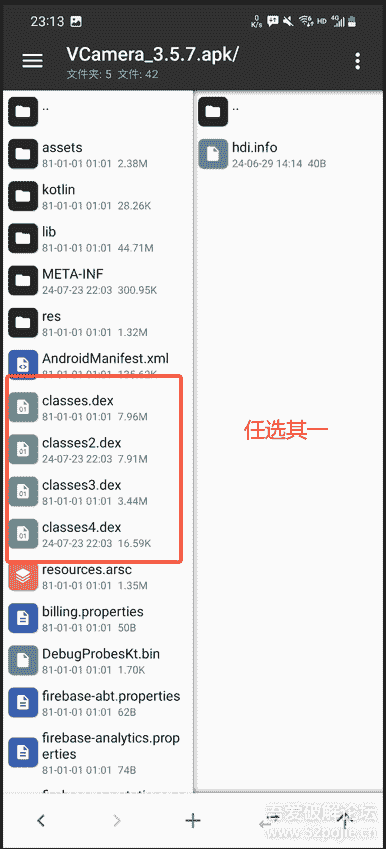 23:13
0 K/s HD 4G
VCamera_3.5.7.apk/
文件夹: 5 文件: 42
..
assets
81-01-01 01:01 2.38M
kotlin
81-01-01 01:01 28.26K
lib
81-01-01 01:01 44.71M
META-INF
24-07-23 22:03 300.95K
res
81-01-01 01:01 1.32M
AndroidManifest.xml
classes.dex
81-01-01 01:01 7.96M
classes2.dex
24-07-23 22:03 7.91M
classes3.dex
81-01-01 01:01 3.44M
classes4.dex
24-07-23 22:03 16.59K
resources.arsc
81-01-01 01:01 1.35M
billing.properties
81-01-01 01:01 50B
DebugProbesKt.bin
81-01-01 01:01 1.70K
firebase-abt.properties
81-01-01 01:01 62B
firebase-analytics.prop
erties
81-01-01 01:01 74B
..
hdi.info
24-06-29 14:14 40B
任选其一
吾爱破解论坛
www.52pojie.cn